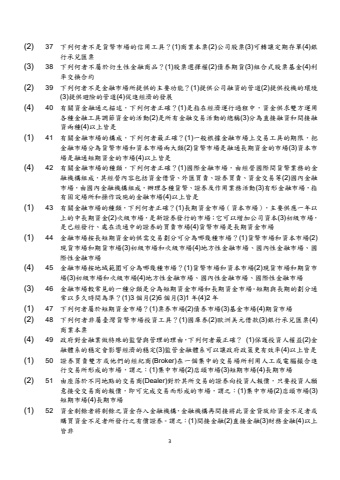 (2) 37 下列何者不是貨幣市場的信用工具？(1)商業本票(2)公司股票(3)可轉讓定期存單(4)銀
行承兌匯票
(3) 38 下列何者不屬於衍生性金融商品？(1)股票選擇權(2)債券期貨(3)組合式股票基金(4)利
率交換合約
(2) 39 下列何者不是金融市場所提供的主要功能？(1)提供公司融資的管道(2)提供投機的環境
(3)提供避險的管道(4)促進經濟的發展
(4) 40 有關資金融通之描述，下列何者正確？(1)是指在經濟運行過程中，資金供求雙方運用
各種金融工具調節資金的活動(2)是所有金融交易活動的總稱(3)分為直接融資和間接融
資兩種(4)以上皆是
(1) 41 有關金融市場的構成，下列何者最正確？(1)一般根據金融市場上交易工具的期限，把
金融市場分為貨幣市場和資本市場兩大類(2)貨幣市場是融通長期資金的市場(3)資本市
場是融通短期資金的市場(4)以上皆是
(4) 42 有關金融市場的種類，下列何者正確？(1)國際金融市場，由經營國際間貨幣業務的金
融機構組成，其經營內容包括資金借貸、外匯買賣、證券買賣、資金交易等(2)國內金融
市場，由國內金融機構組成，辦理各種貨幣、證券及作用業務活動(3)有形金融市場，指
有固定場所和操作設施的金融市場(4)以上皆是
(1) 43 有關金融市場的種類，下列何者正確？(1)長期資金市場（資本市場），主要供應一年以
上的中長期資金(2)次級市場，是新證券發行的市場；它可以增加公司資本(3)初級市場，
是已經發行、處在流通中的證券的買賣市場(4)貨幣市場是長期資金市場
(1) 44 金融市場按長短期資金的供需交易劃分可分為哪幾種市場？(1)貨幣市場和資本市場(2)
現貨市場和期貨市場(3)初級市場和次級市場(4)地方性金融市場、國內性金融市場、國
際性金融市場
(4) 45 金融市場按地域範圍可分為哪幾種市場？(1)貨幣市場和資本市場(2)現貨市場和期貨市
場(3)初級市場和次級市場(4)地方性金融市場、國內性金融市場、國際性金融市場
(3) 46 金融市場較常見的一種分類是分為短期資金市場和長期資金市場，短期與長期的劃分通
常以多久時間為準？(1)3 個月(2)6 個月(3)1 年(4)2 年
(1) 47 下列何者屬於短期資金市場？(1)票券市場(2)債券市場(3)基金市場(4)期貨市場
(2) 48 下列何者非屬臺灣貨幣市場投資工具？(1)國庫券(2)歐洲美元債款(3)銀行承兌匯票(4)
商業本票
(4) 49 政府對金融業做特殊的監督與管理的理由，下列何者最正確？ (1)保護投資人權益(2)金
融體系的穩定會影響經濟的穩定(3)監督金融體系可以讓政府政策更有效率(4)以上皆是
(1) 50 證券買賣雙方或他們的經紀商(Broker)在一個集中的交易場所利用人工或電腦撮合進
行交易所形成的市場，謂之：(1)集中市場(2)店頭市場(3)短期市場(4)長期市場
(2) 51 由座落於不同地點的交易商(Dealer)對於其所交易的證券向投資人報價，只要投資人願
意接受交易商的報價，即可完成交易而形成的市場，謂之：(1)集中市場(2)店頭市場(3)
短期市場(4)長期市場
(1) 52 資金剩餘者將剩餘之資金存入金融機構，金融機構再間接將此資金貸放給資金不足者或
購買資金不足者所發行之有價證券，謂之：(1)間接金融(2)直接金融(3)財務金融(4)以上
皆非
3